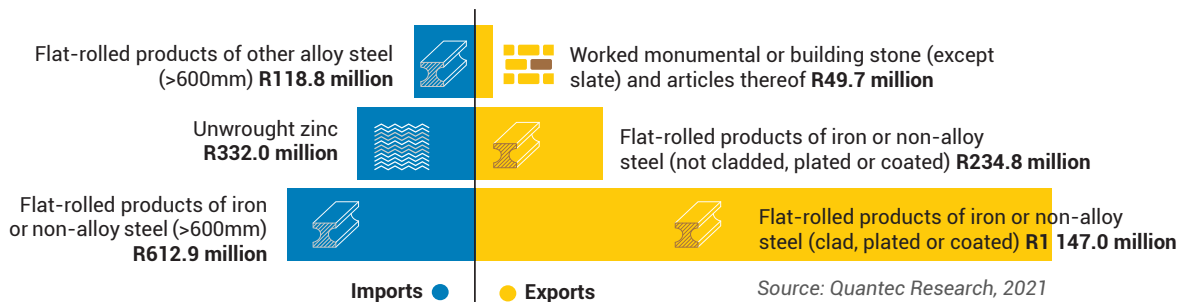 Flat-rolled products of other alloy steel
(>600mm) R118.8 million
Worked monumental or building stone (except
slate) and articles thereof R49.7 million
Unwrought zinc
R332.0 million
Flat-rolled products of iron or non-alloy
steel (not cladded, plated or coated) R234.8 million
Flat-rolled products of iron
or non-alloy steel (>600mm)
R612.9 million
Flat-rolled products of iron or non-alloy
steel (clad, plated or coated) R1 147.0 million
Imports
Exports
Source: Quantec Research, 2021